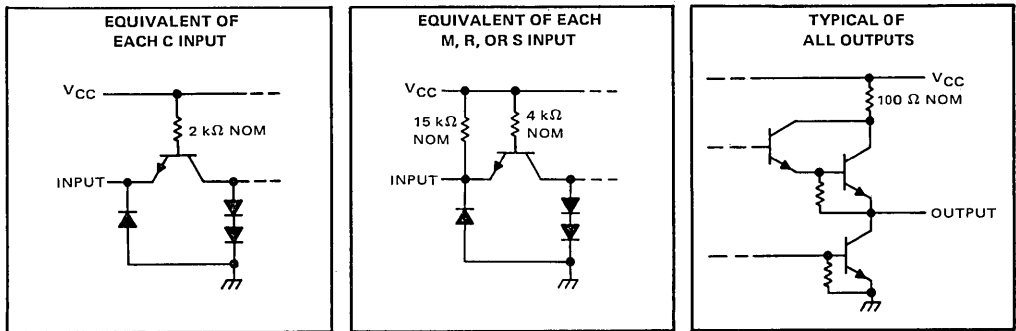 EQUIVALENT OF
EACH C INPUT
VCC
2 kΩ NOM
INPUT
EQUIVALENT OF EACH
M, R, OR S INPUT
VCC
15 kΩ
NOM
4 kΩ
NOM
INPUT
TYPICAL OF
ALL OUTPUTS
VCC
100 Ω NOM
OUTPUT